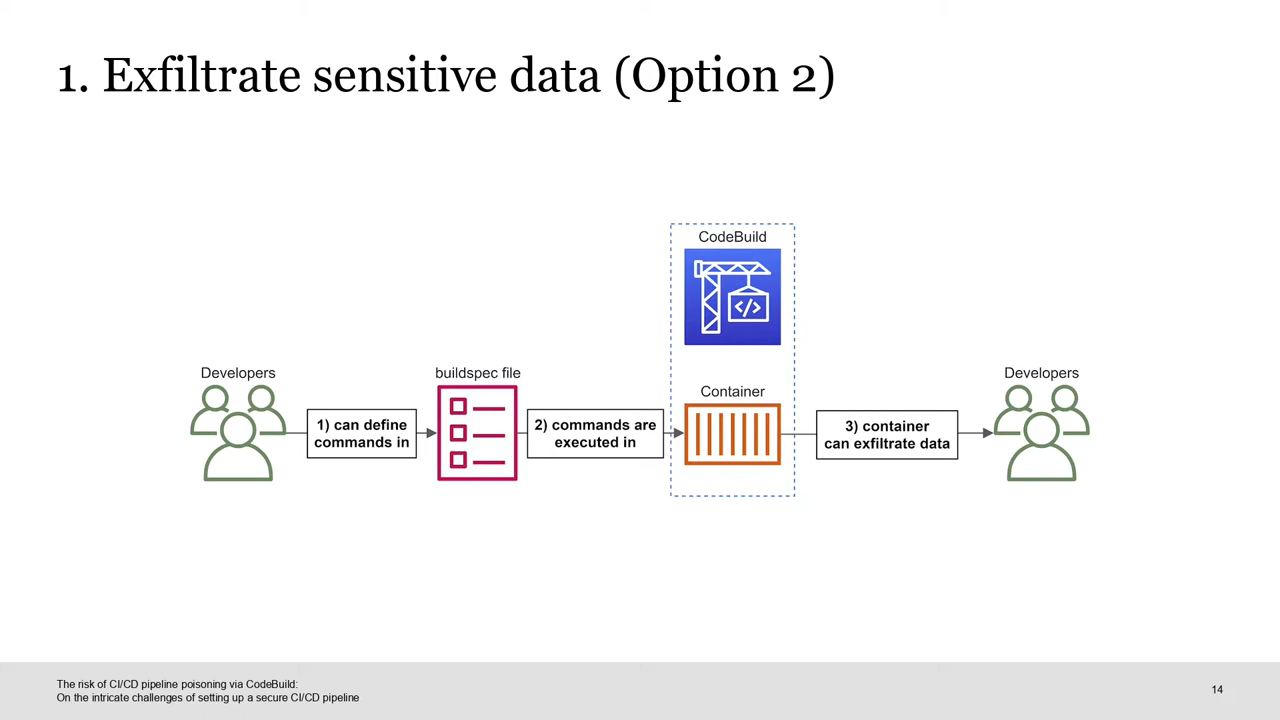 1. Exfiltrate sensitive data (Option 2)
CodeBuild
</>
Developers
1) can define
commands in
buildspec file
2) commands are
executed in
Container
3) container
can exfiltrate data
Developers
The risk of CI/CD pipeline poisoning via CodeBuild:
On the intricate challenges of setting up a secure CI/CD pipeline
14